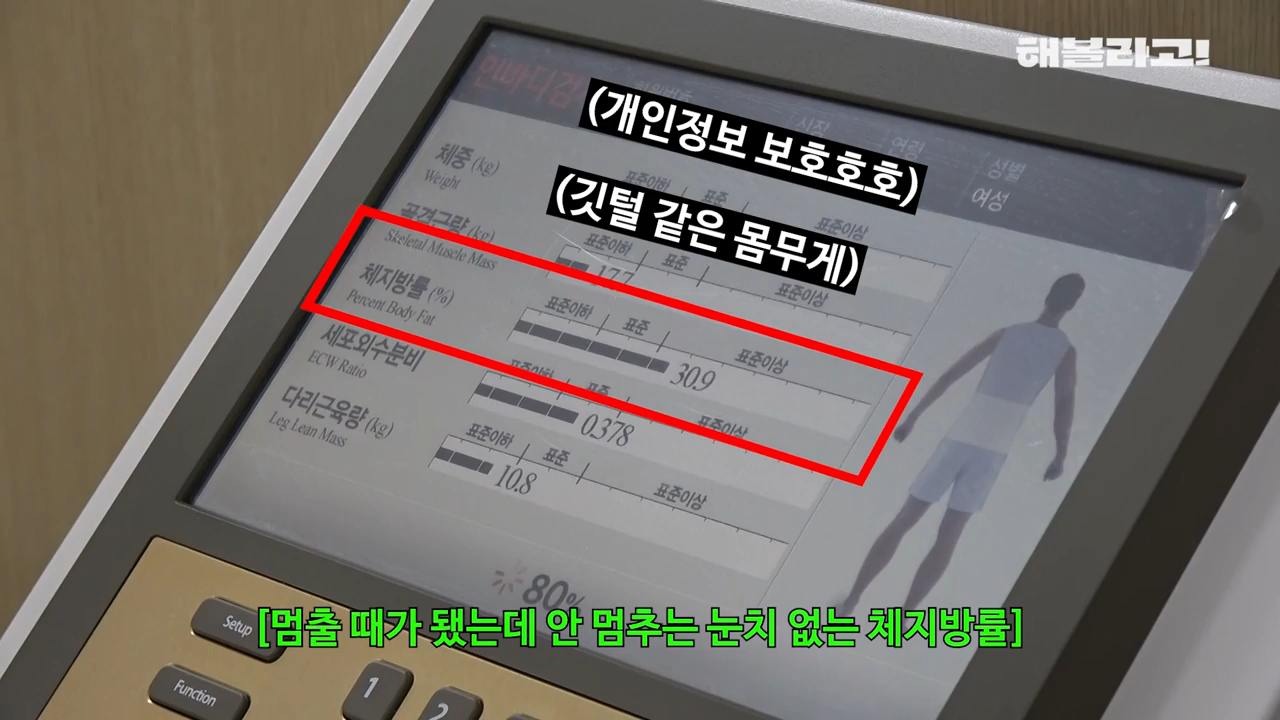 해볼라고!
인바디검
(개인정보 보호호호)
연령
성별
여성
체중 (kg)
Weight
표준이하 표준 표준이상
(깃털 같은 몸무게)
골격근량 (kg)
Skeletal Muscle Mass
표준이하 표준 표준이상
17.7
체지방률 (%)
Percent Body Fat
표준이하 표준 표준이상
30.9
세포외수분비
ECW Ratio
표준이하 표준 표준이상
0.378
다리근육량 (kg)
Leg Lean Mass
표준이하 표준 표준이상
10.8
80%
[멈출 때가 됐는데 안 멈추는 눈치 없는 체지방률]
Setup
Function
1
2